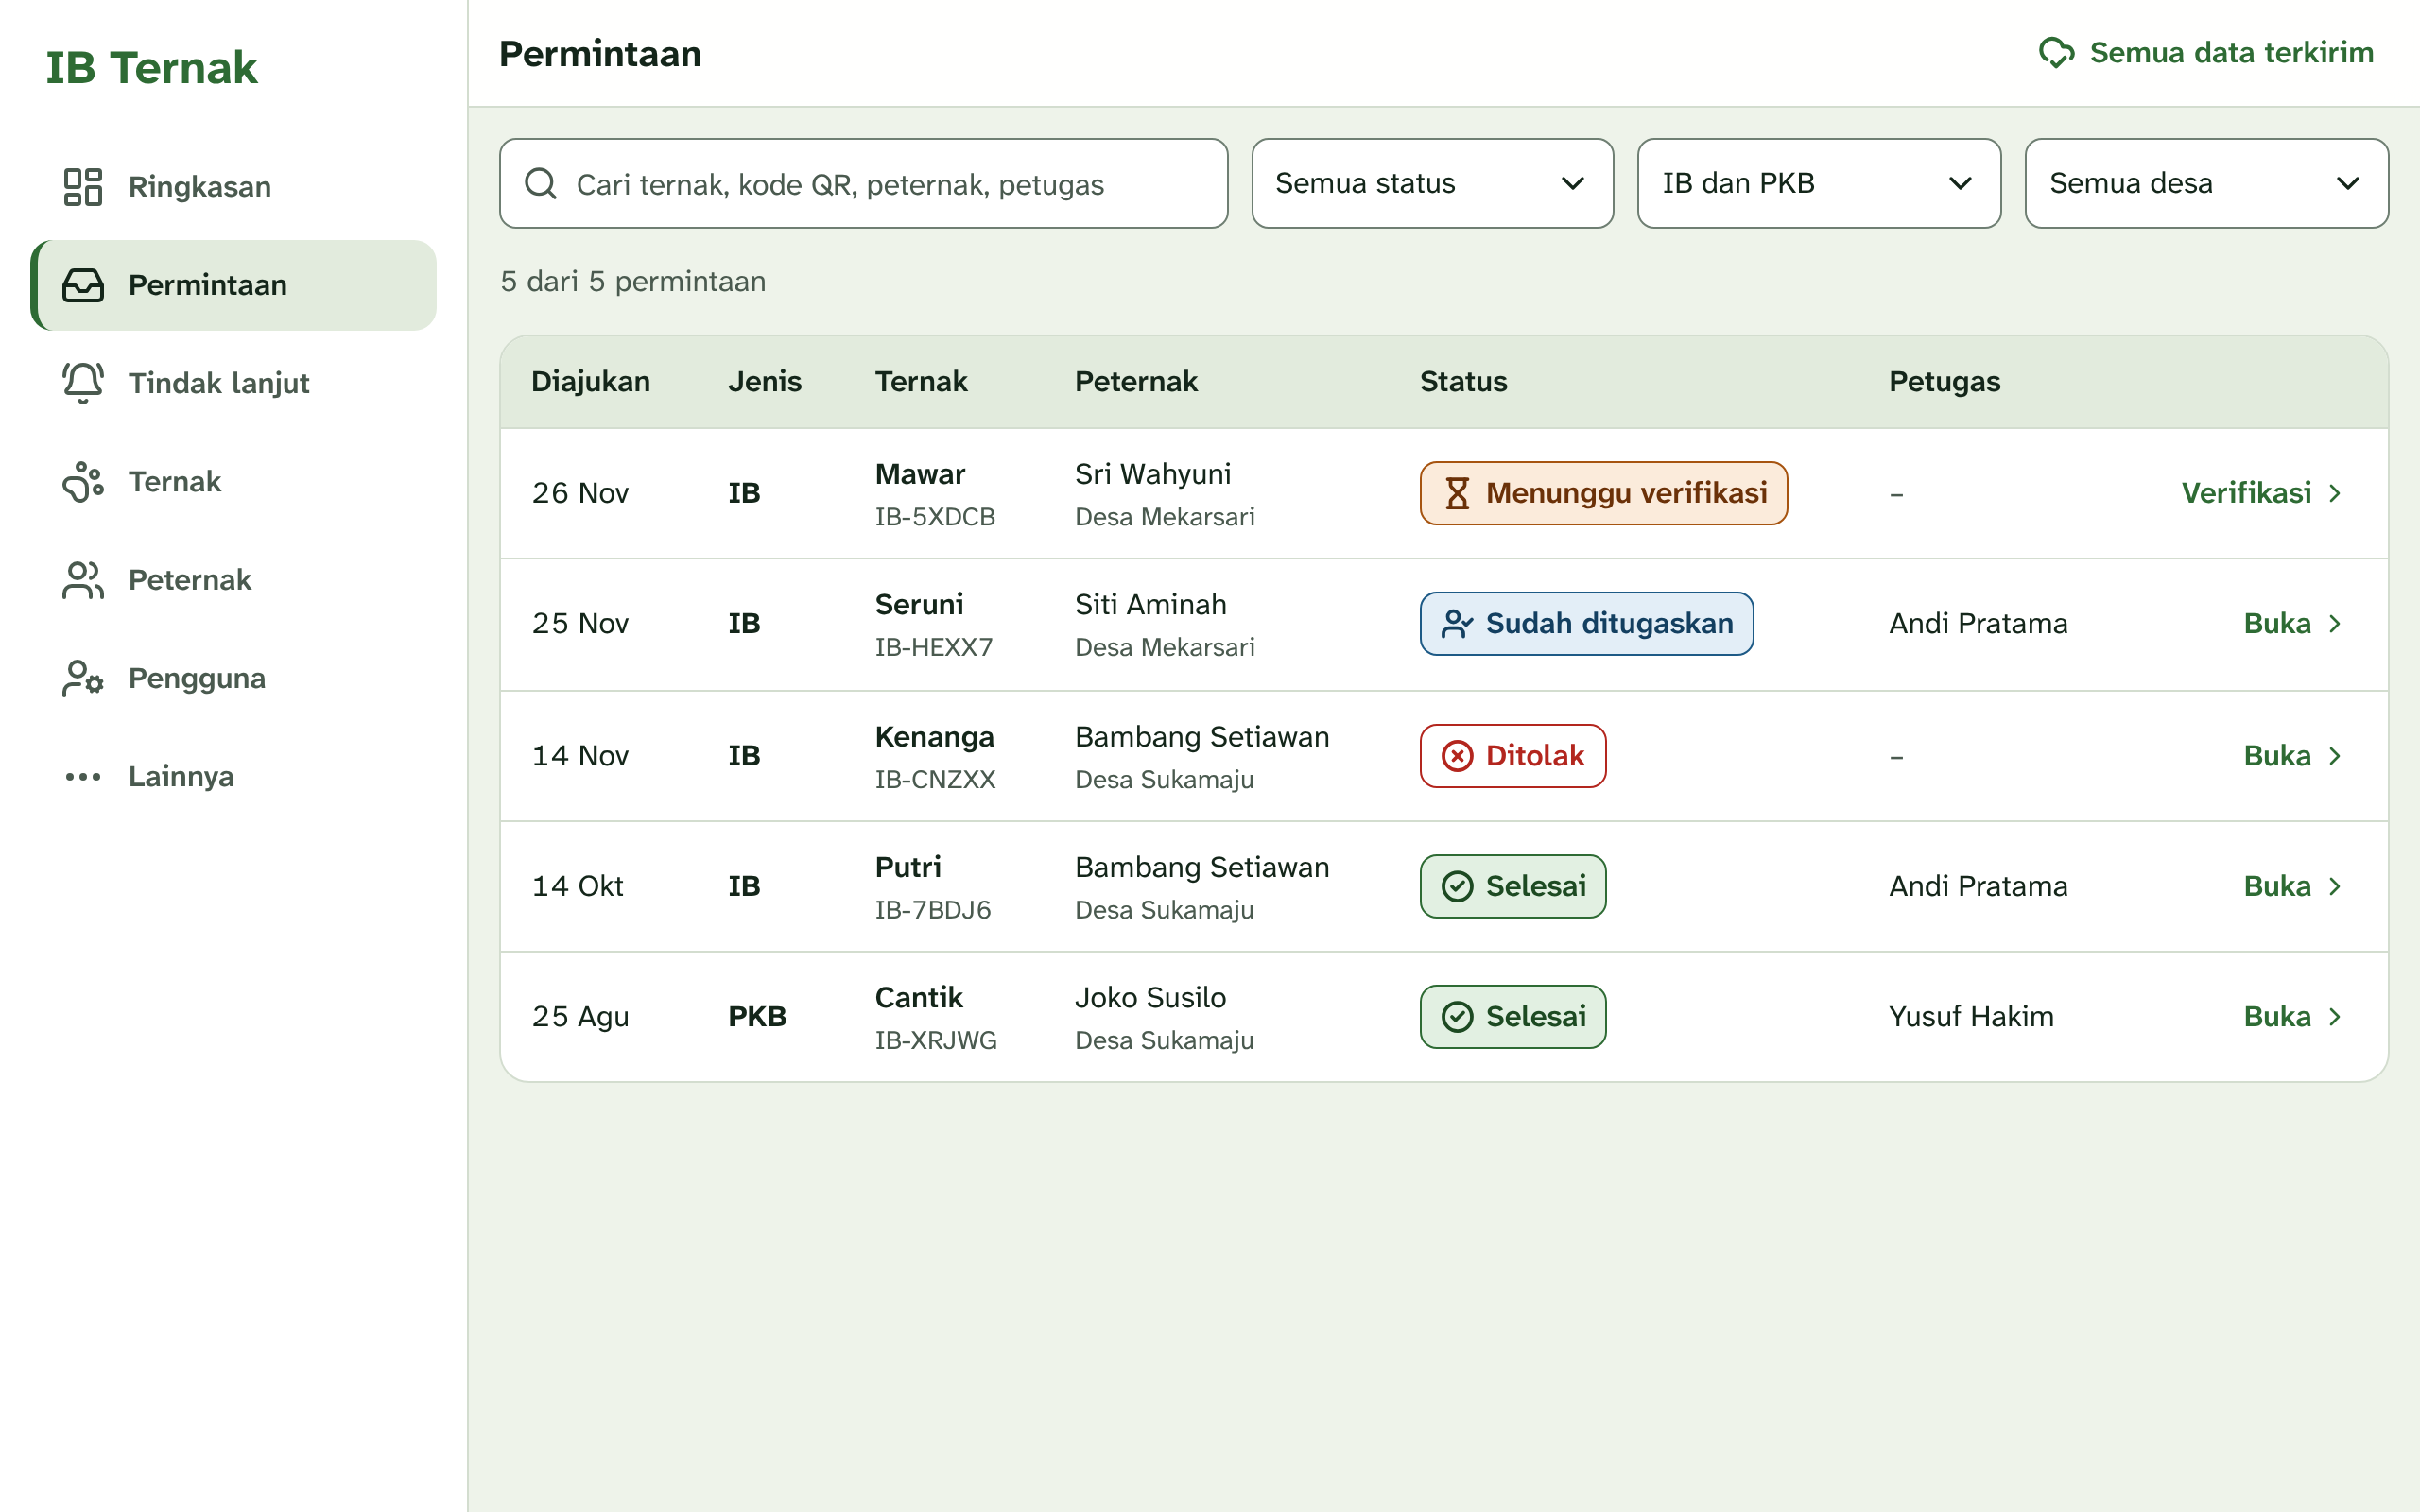 IB Ternak
Ringkasan
Permintaan
Tindak lanjut
Ternak
Peternak
Pengguna
Lainnya
Permintaan
Semua data terkirim
Cari ternak, kode QR, peternak, petugas
Semua status
IB dan PKB
Semua desa
5 dari 5 permintaan
Diajukan Jenis Ternak Peternak Status Petugas
26 Nov IB Mawar Sri Wahyuni Menunggu verifikasi – Verifikasi
IB-5XDCB Desa Mekarsari
25 Nov IB Seruni Siti Aminah Sudah ditugaskan Andi Pratama Buka
IB-HEXX7 Desa Mekarsari
14 Nov IB Kenanga Bambang Setiawan Ditolak – Buka
IB-CNZXX Desa Sukamaju
14 Okt IB Putri Bambang Setiawan Selesai Andi Pratama Buka
IB-7BDJ6 Desa Sukamaju
25 Agu PKB Cantik Joko Susilo Selesai Yusuf Hakim Buka
IB-XRJWG Desa Sukamaju